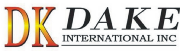 DK DAKE
INTERNATIONAL INC